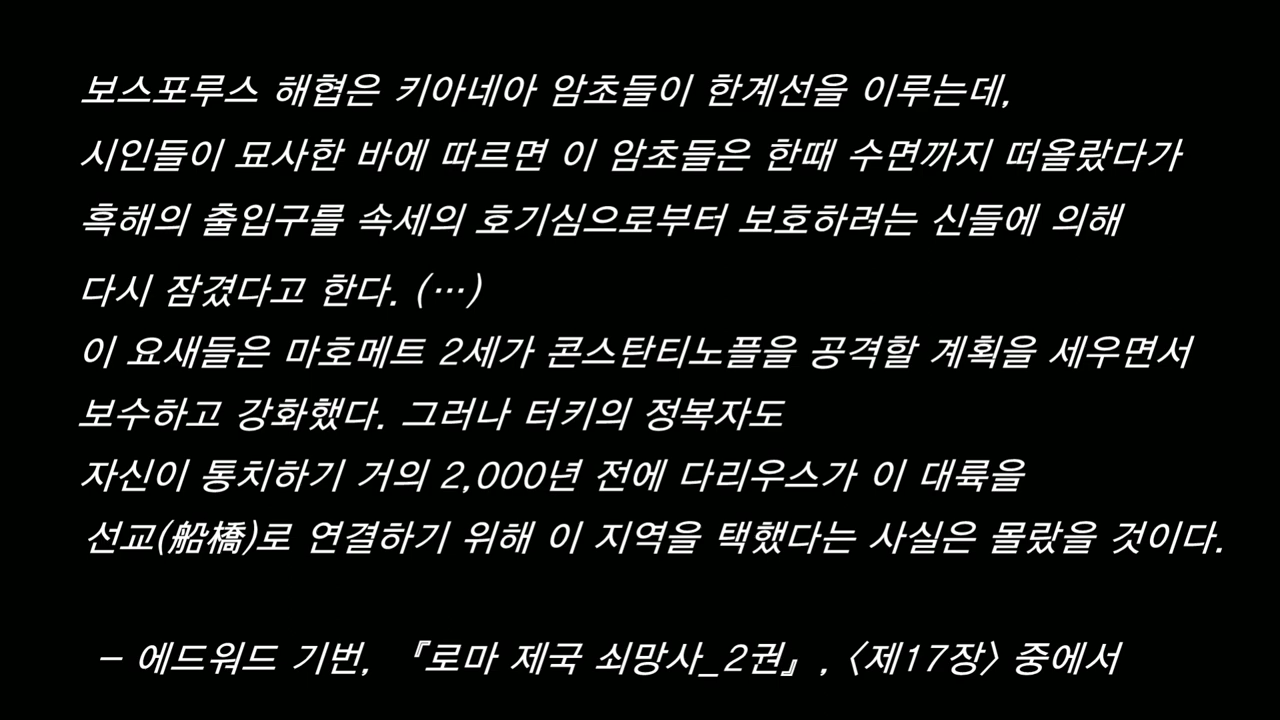 보스포루스 해협은 키아네아 암초들이 한계선을 이루는데,
시인들이 묘사한 바에 따르면 이 암초들은 한때 수면까지 떠올랐다가
흑해의 출입구를 속세의 호기심으로부터 보호하려는 신들에 의해
다시 잠겼다고 한다. (…)
이 요새들은 마호메트 2세가 콘스탄티노플을 공격할 계획을 세우면서
보수하고 강화했다. 그러나 터키의 정복자도
자신이 통치하기 거의 2,000년 전에 다리우스가 이 대륙을
선교(船橋)로 연결하기 위해 이 지역을 택했다는 사실은 몰랐을 것이다.
- 에드워드 기번, 『로마 제국 쇠망사_2권』, 〈제17장〉 중에서